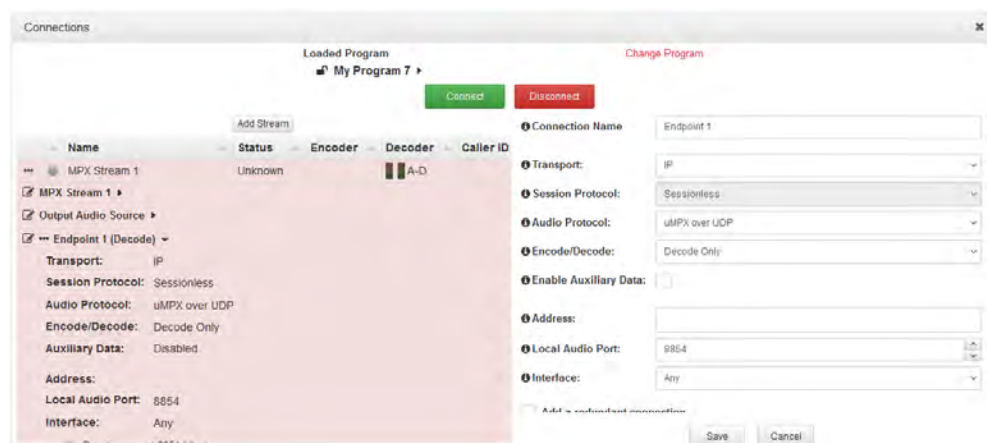 Connections
Loaded Program
My Program 7
Change Program
Connect
Disconnect
Add Stream
Name Status Encoder Decoder Caller ID
MPX Stream 1 Unknown A-D
MPX Stream 1
Output Audio Source
Endpoint 1 (Decode)
Transport: IP
Session Protocol: Sessionless
Audio Protocol: uMPX over UDP
Encode/Decode: Decode Only
Auxiliary Data: Disabled
Address:
Local Audio Port: 8854
Interface: Any
Connection Name Endpoint 1
Transport: IP
Session Protocol: Sessionless
Audio Protocol: uMPX over UDP
Encode/Decode: Decode Only
Enable Auxiliary Data:
Address:
Local Audio Port: 8854
Interface: Any
Add a redundant connection
Save Cancel